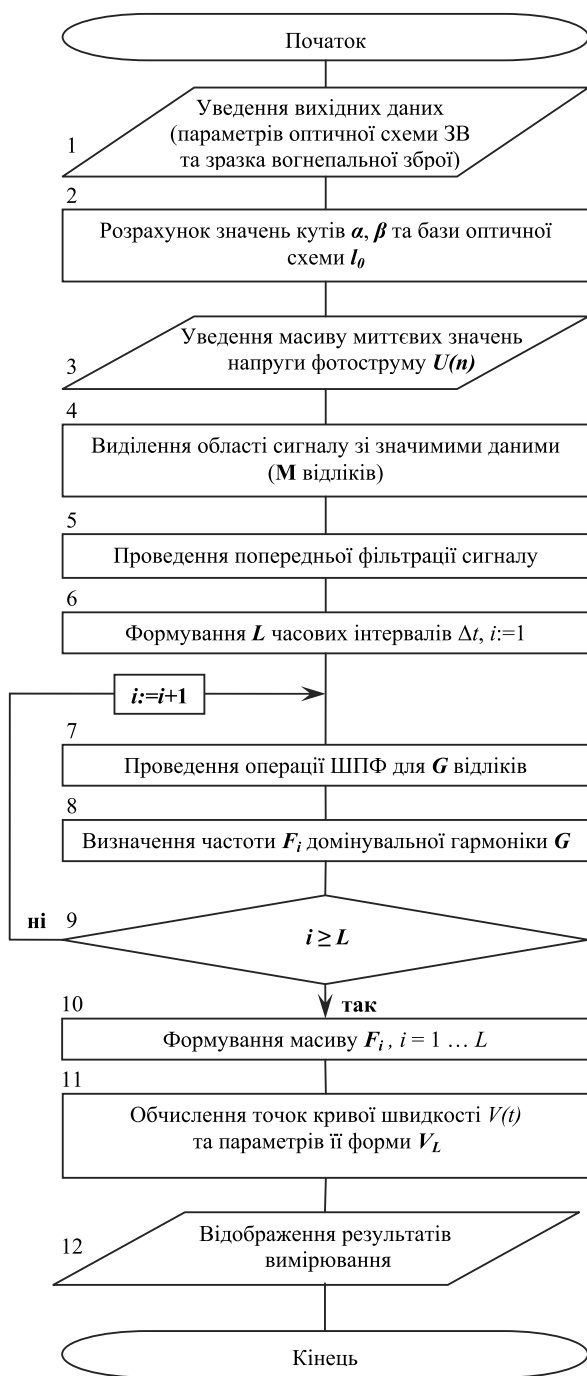 Початок
Уведення вихідних даних
(параметрів оптичної схеми ЗВ
та зразка вогнепальної зброї)
1
2
Розрахунок значень кутів α, β та бази оптичної
схеми l₀
Уведення масиву миттєвих значень
напруги фотоструму U(n)
3
4
Виділення області сигналу зі значимими даними
(М відліків)
5
Проведення попередньої фільтрації сигналу
6
Формування L часових інтервалів Δt, i:=1
i:=i+1
7
Проведення операції ШПФ для G відліків
8
Визначення частоти Fᵢ домінувальної гармоніки G
ні
9
i ≥ L
так
10
Формування масиву Fᵢ , i = 1 … L
11
Обчислення точок кривої швидкості V(t)
та параметрів її форми V_L
12
Відображення результатів
вимірювання
Кінець